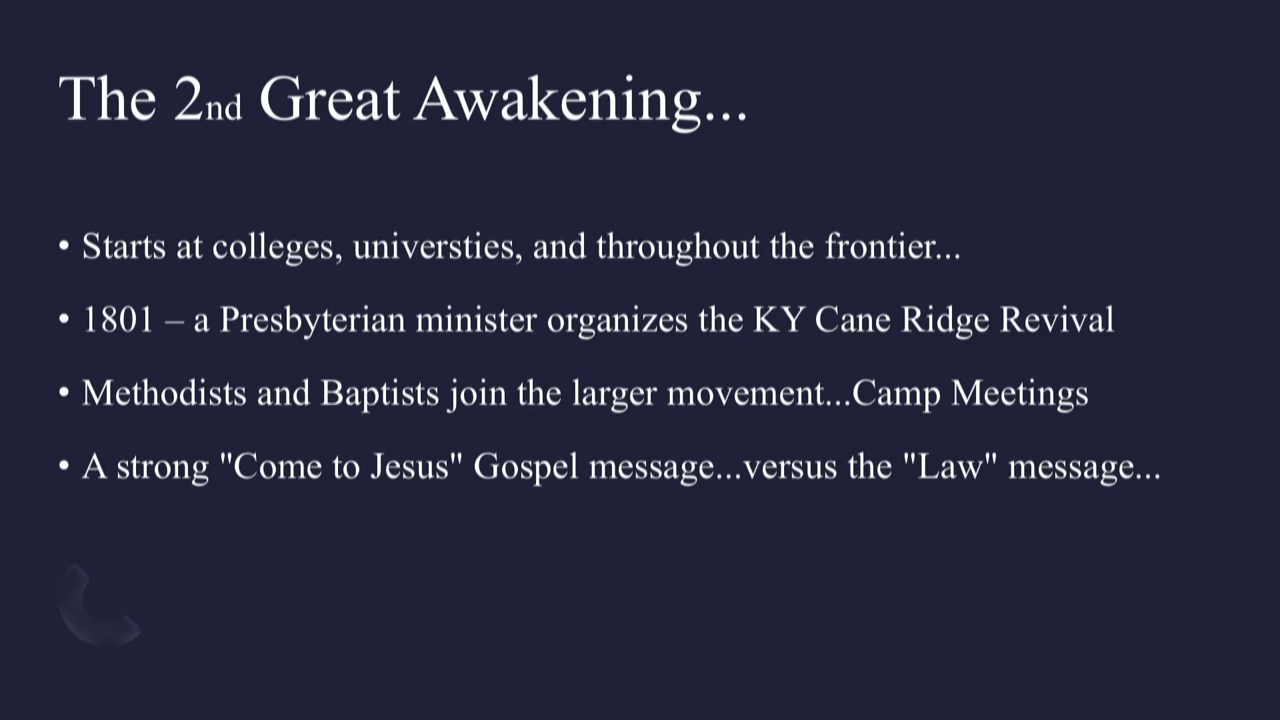 The 2nd Great Awakening...
• Starts at colleges, universties, and throughout the frontier...
• 1801 – a Presbyterian minister organizes the KY Cane Ridge Revival
• Methodists and Baptists join the larger movement...Camp Meetings
• A strong "Come to Jesus" Gospel message...versus the "Law" message...